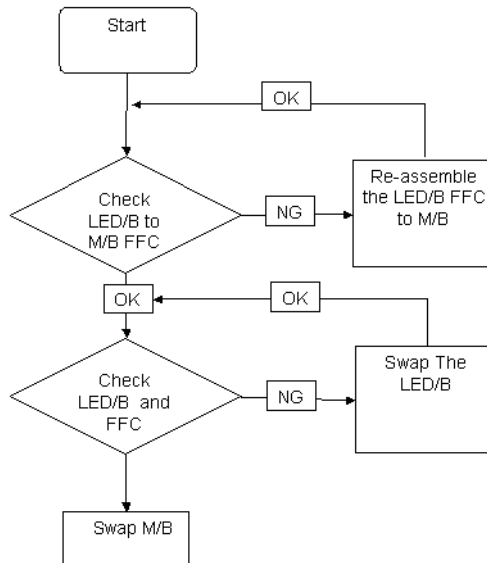 Start
OK
Check
LED/B to
M/B FFC
NG
Re-assemble
the LED/B FFC
to M/B
OK
OK
Check
LED/B and
FFC
NG
Swap The
LED/B
Swap M/B